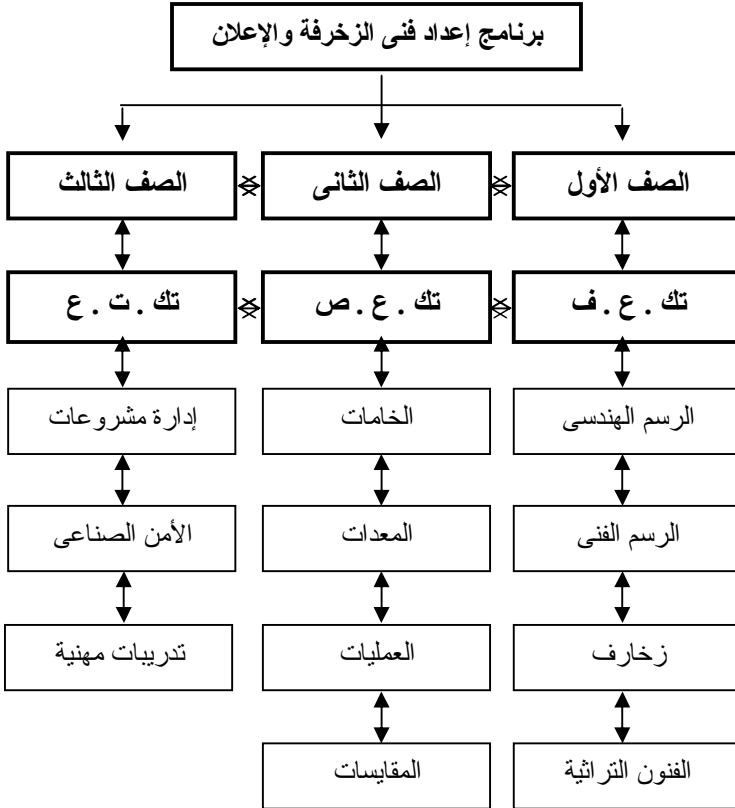 برنامج إعداد فنى الزخرفة والإعلان
الصف الأول
الصف الثانى
الصف الثالث
تك . ع . ف
تك . ع . ص
تك . ت . ع
الرسم الهندسى
الخامات
إدارة مشروعات
الرسم الفنى
المعدات
الأمن الصناعى
زخارف
العمليات
تدريبات مهنية
الفنون التراثية
المقايسات